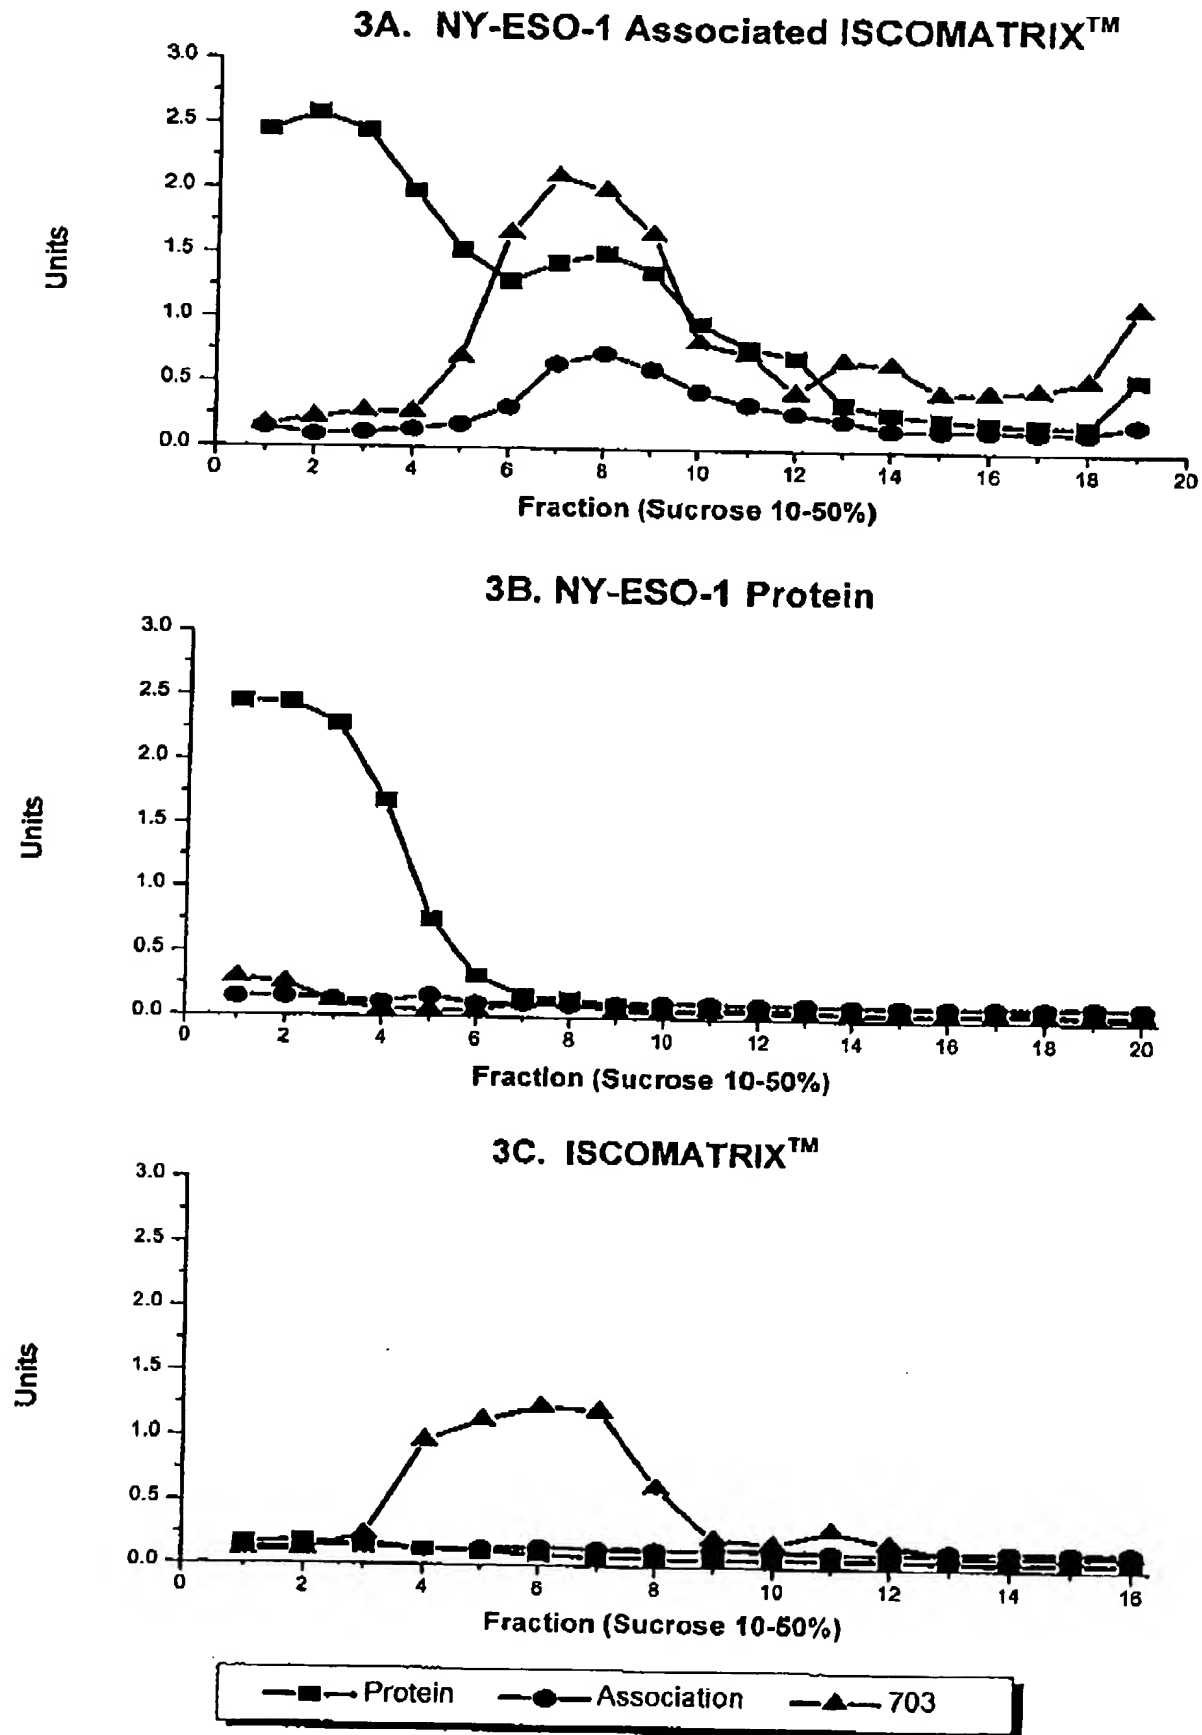 3A. NY-ESO-1 Associated ISCOMATRIX™
3.0
2.5
2.0
1.5
1.0
0.5
0.0
Units
0 2 4 6 8 10 12 14 16 18 20
Fraction (Sucrose 10-50%)
3B. NY-ESO-1 Protein
3.0
2.5
2.0
1.5
1.0
0.5
0.0
Units
0 2 4 6 8 10 12 14 16 18 20
Fraction (Sucrose 10-50%)
3C. ISCOMATRIX™
3.0
2.5
2.0
1.5
1.0
0.5
0.0
Units
0 2 4 6 8 10 12 14 16
Fraction (Sucrose 10-50%)
Protein Association 703